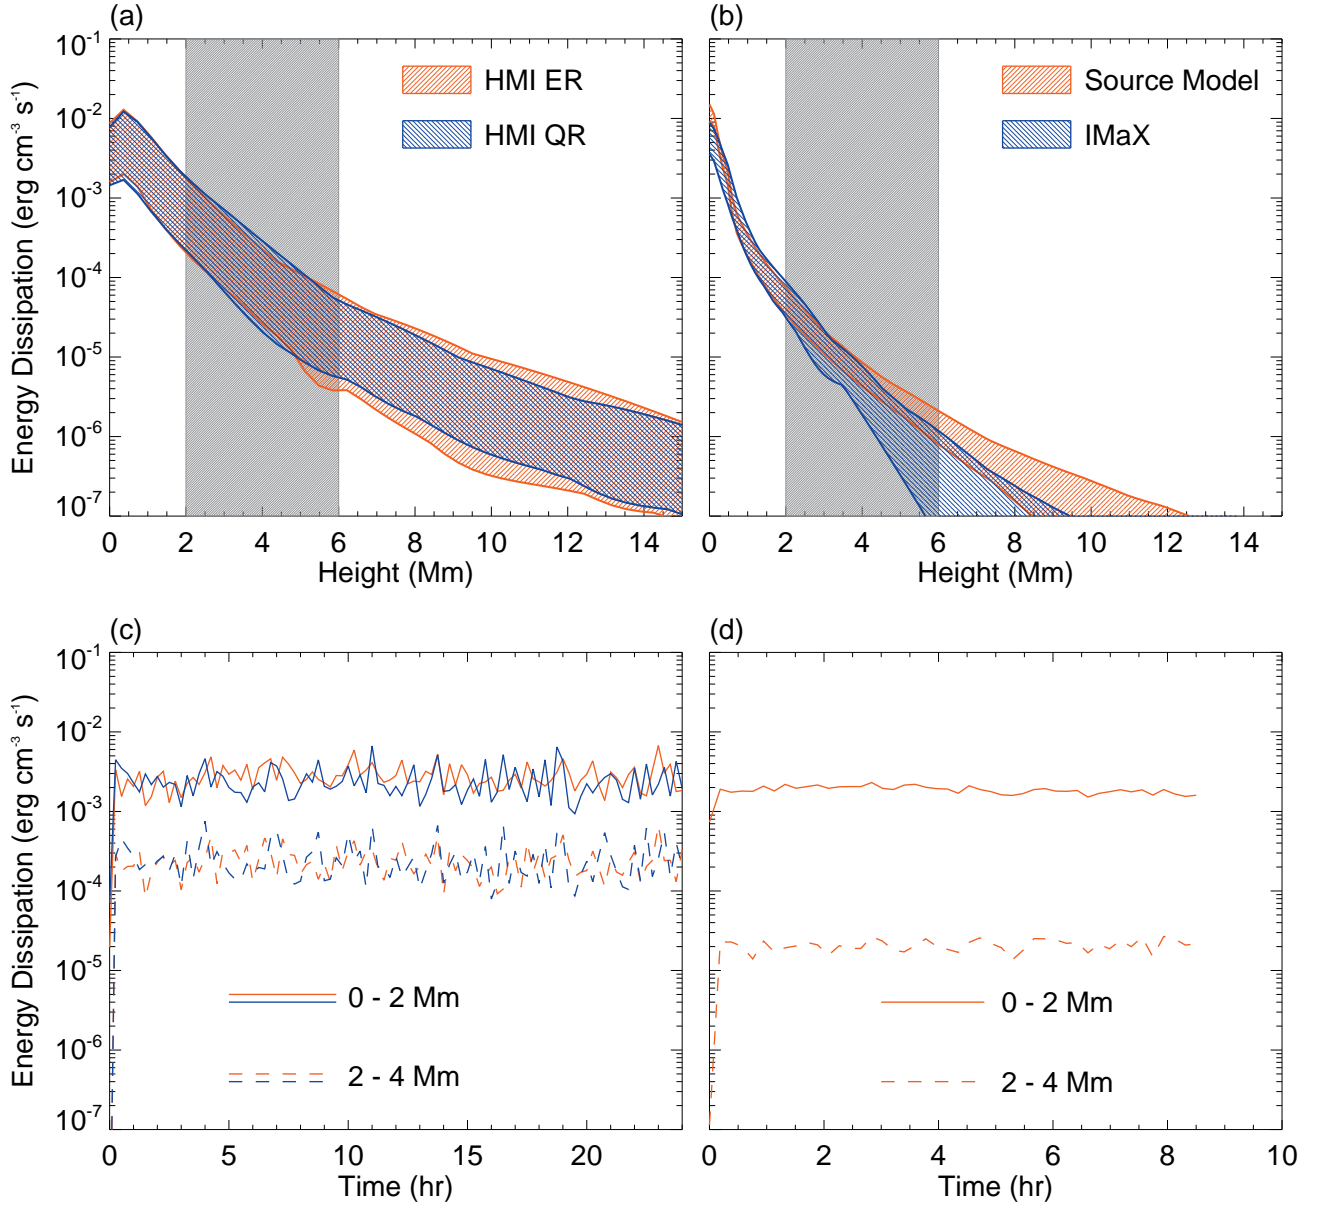 (a)
Energy Dissipation (erg cm⁻³ s⁻¹)
10⁻¹
10⁻²
10⁻³
10⁻⁴
10⁻⁵
10⁻⁶
10⁻⁷
HMI ER
HMI QR
0 2 4 6 8 10 12 14
Height (Mm)
(b)
Source Model
IMaX
0 2 4 6 8 10 12 14
Height (Mm)
(c)
Energy Dissipation (erg cm⁻³ s⁻¹)
10⁻¹
10⁻²
10⁻³
10⁻⁴
10⁻⁵
10⁻⁶
10⁻⁷
0 - 2 Mm
2 - 4 Mm
0 5 10 15 20
Time (hr)
(d)
0 - 2 Mm
2 - 4 Mm
0 2 4 6 8 10
Time (hr)